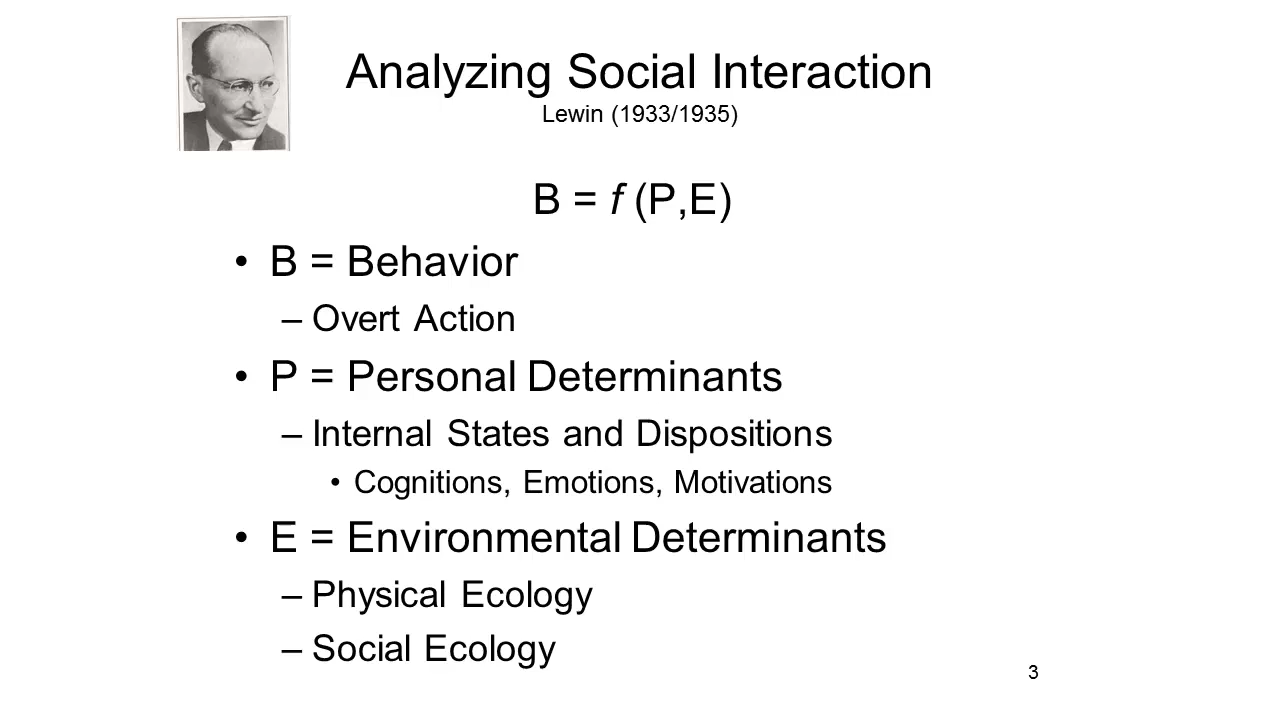 Analyzing Social Interaction
Lewin (1933/1935)
B = f (P,E)
• B = Behavior
– Overt Action
• P = Personal Determinants
– Internal States and Dispositions
• Cognitions, Emotions, Motivations
• E = Environmental Determinants
– Physical Ecology
– Social Ecology
3